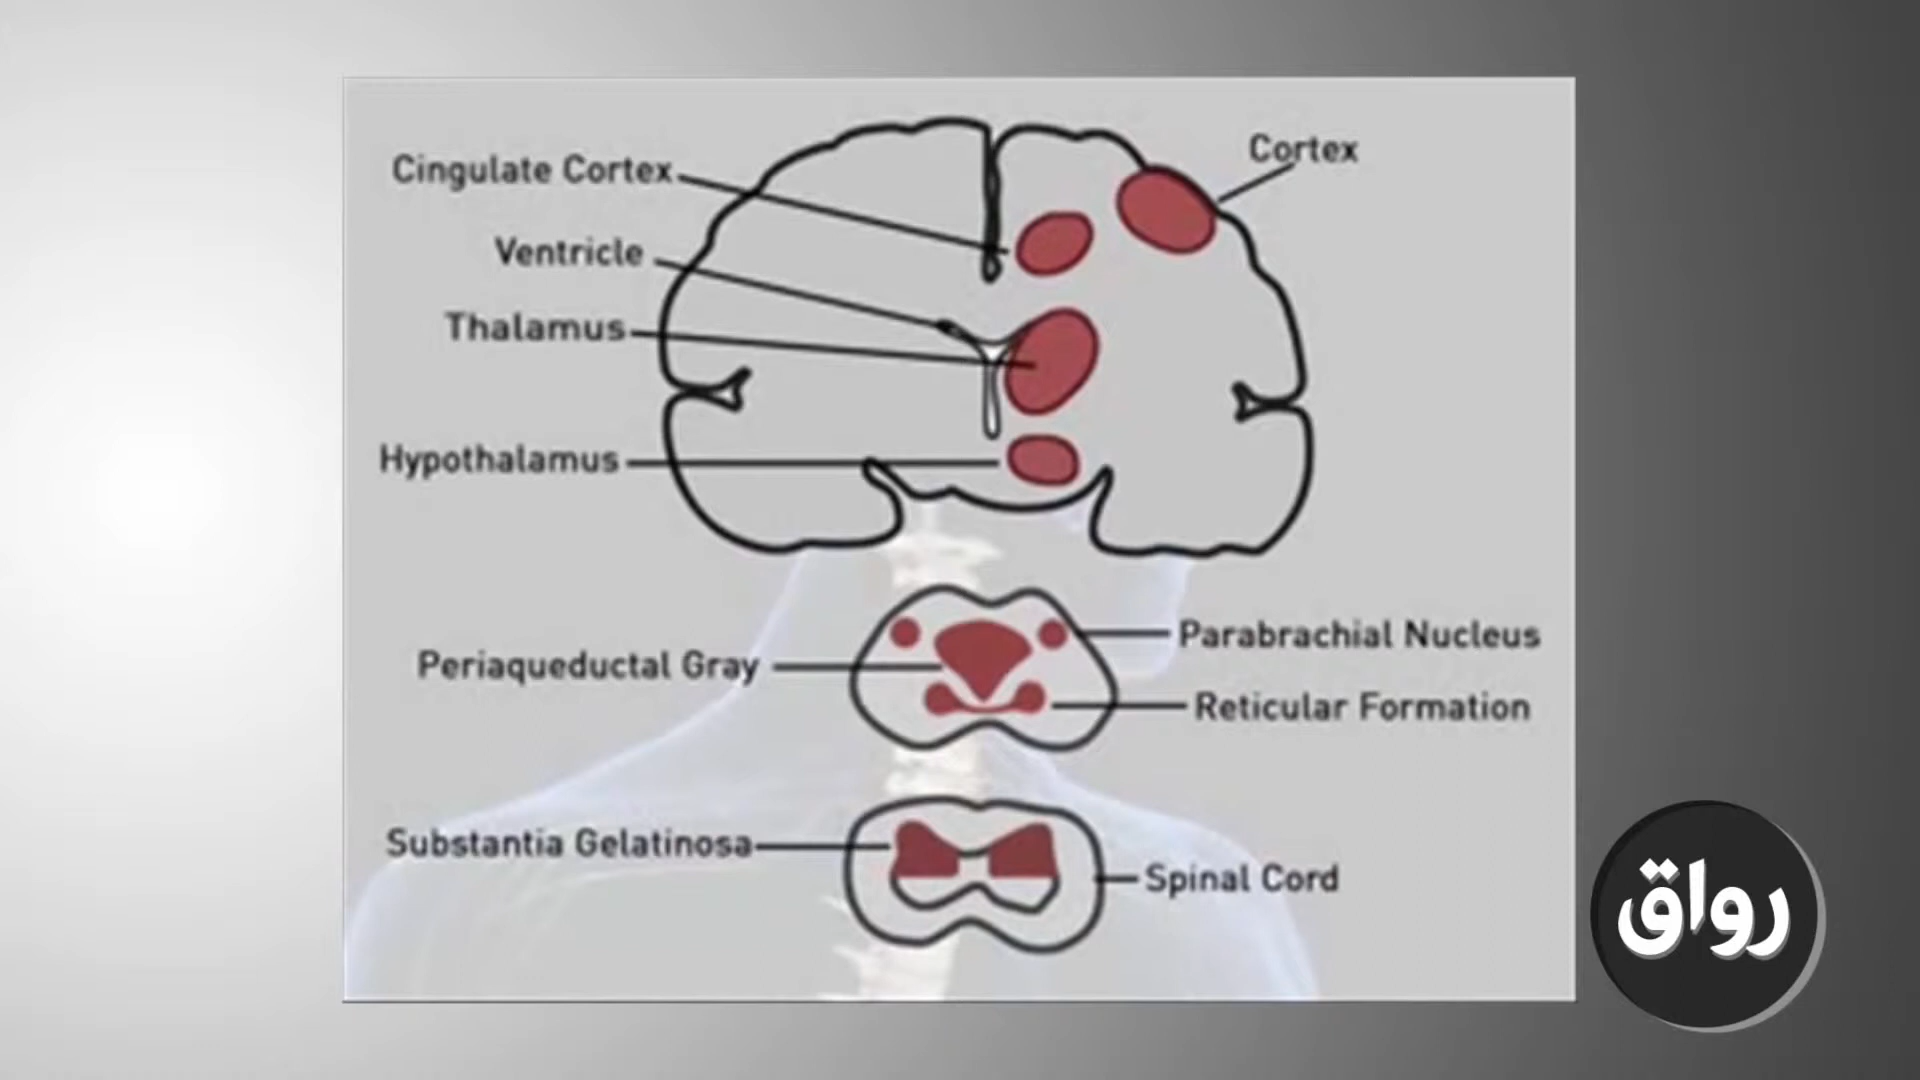 Cortex
Cingulate Cortex
Ventricle
Thalamus
Hypothalamus
Parabrachial Nucleus
Periaqueductal Gray
Reticular Formation
Substantia Gelatinosa
Spinal Cord
رواق